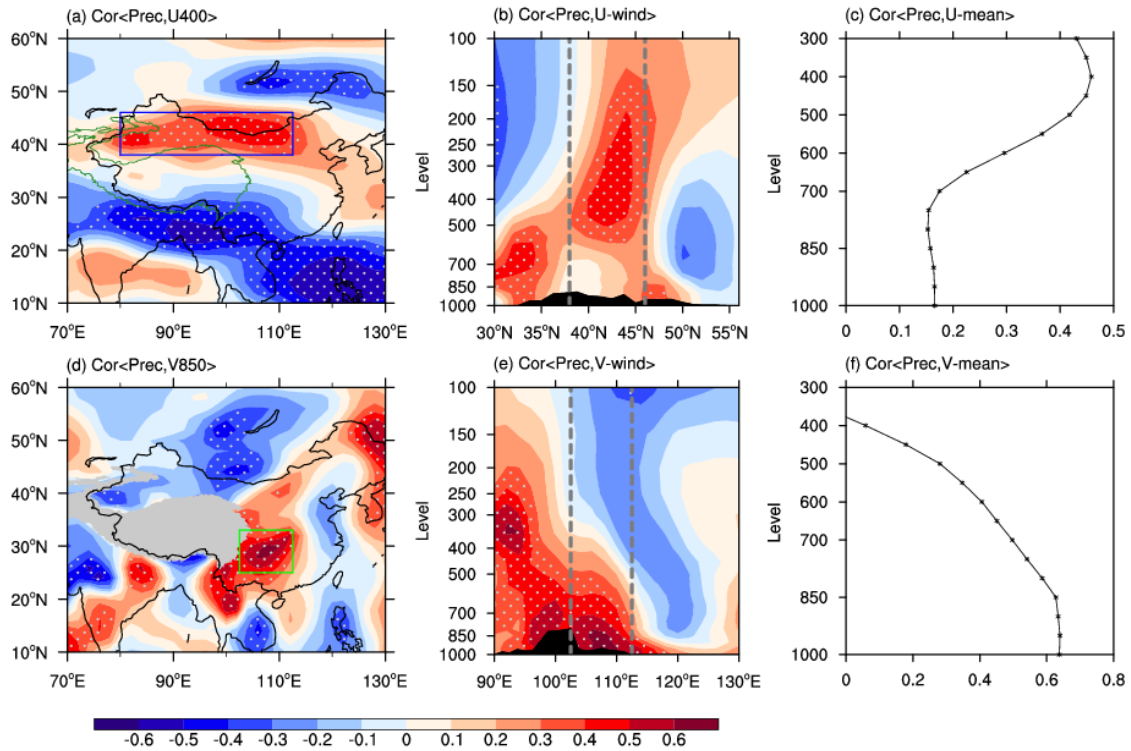 (a) Cor<Prec,U400>
60°N
50°N
40°N
30°N
20°N
10°N
70°E 90°E 110°E 130°E
(b) Cor<Prec,U-wind>
Level
100
150
200
250
300
400
500
700
850
1000
30°N 35°N 40°N 45°N 50°N 55°N
(c) Cor<Prec,U-mean>
Level
300
400
500
600
700
850
1000
0 0.1 0.2 0.3 0.4 0.5
(d) Cor<Prec,V850>
60°N
50°N
40°N
30°N
20°N
10°N
70°E 90°E 110°E 130°E
(e) Cor<Prec,V-wind>
Level
100
150
200
250
300
400
500
700
850
1000
90°E 100°E 110°E 120°E 130°E
(f) Cor<Prec,V-mean>
Level
300
400
500
600
700
850
1000
0 0.2 0.4 0.6 0.8
-0.6 -0.5 -0.4 -0.3 -0.2 -0.1 0 0.1 0.2 0.3 0.4 0.5 0.6